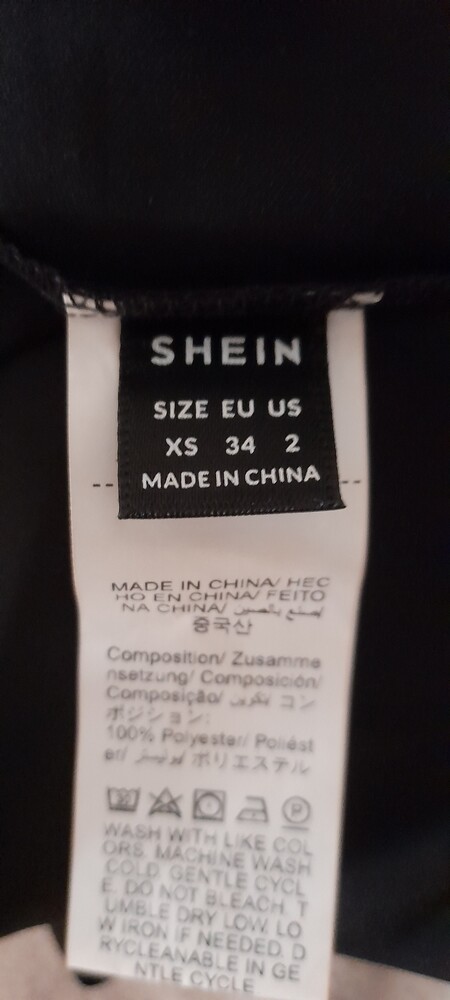 SHEIN
SIZE EU US
XS 34 2
MADE IN CHINA
MADE IN CHINA/ HEC
HO EN CHINA/ FEITO
NA CHINA/ صنع بالصين
중국산
Composition/ Zusamme
nsetzung/ Composición/
Composição/ تكوين コン
ポジション:
100% Polyester/ Poliést
er/ بوليستر ポリエステル
P
WASH WITH LIKE COL
ORS. MACHINE WASH
COLD. GENTLE CYCL
E. DO NOT BLEACH. T
UMBLE DRY LOW. LO
W IRON IF NEEDED. D
RYCLEANABLE IN GE
NTLE CYCLE